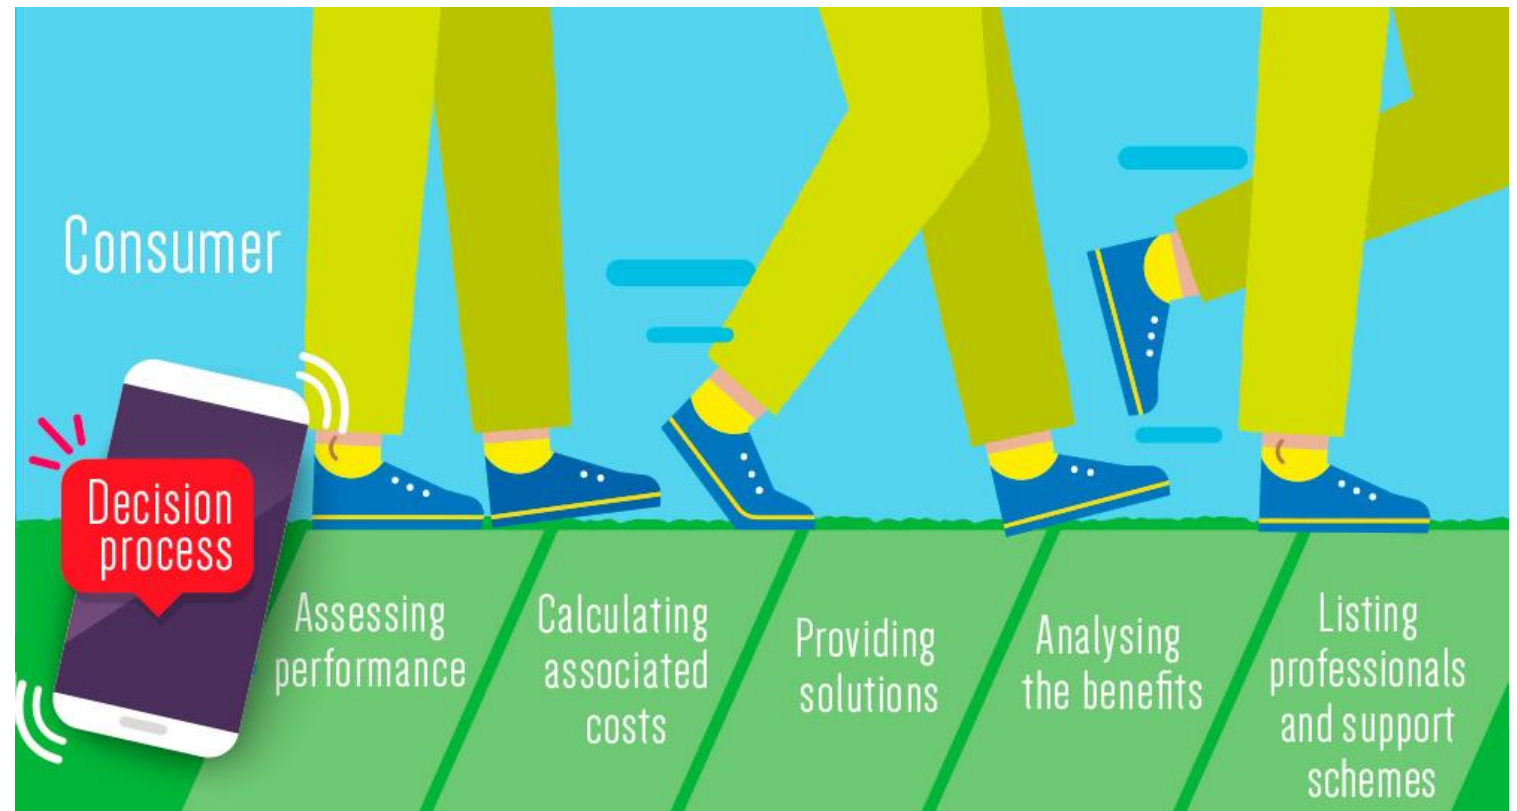 Consumer
Decision
process
Assessing
performance
Calculating
associated
costs
Providing
solutions
Analysing
the benefits
Listing
professionals
and support
schemes